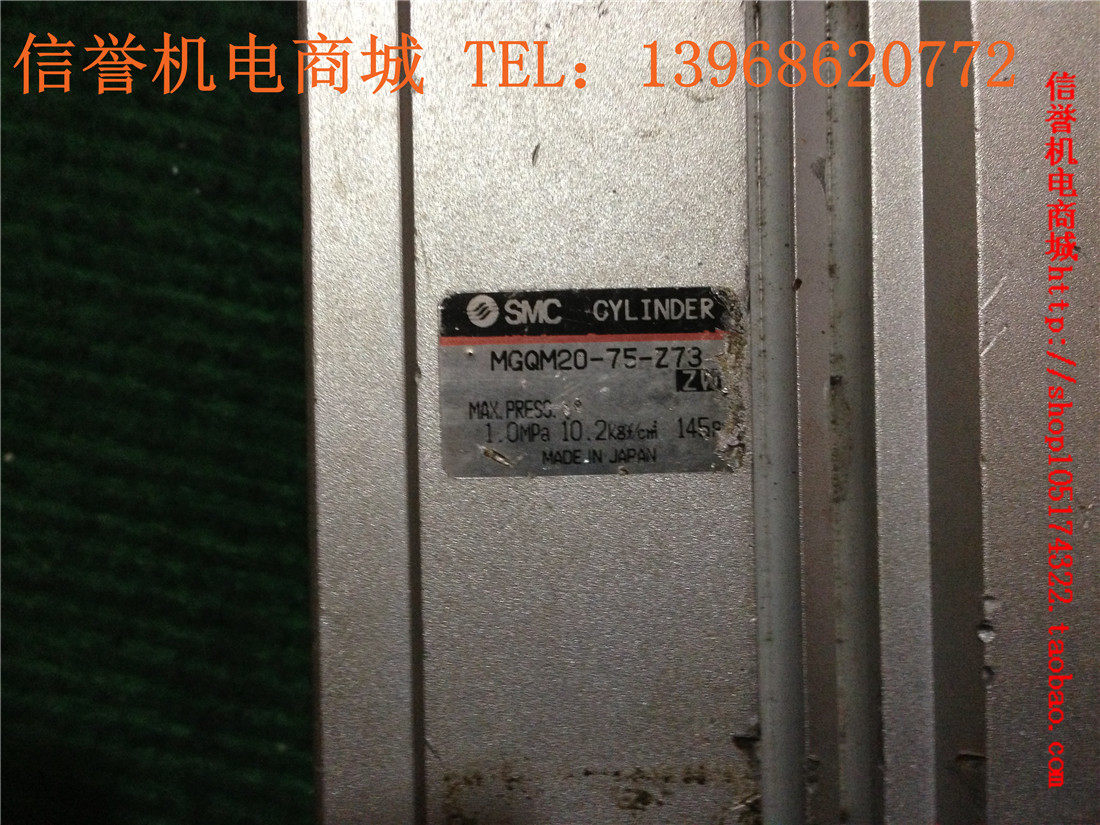 信誉机电商城 TEL: 13968620772
信誉机电商城http://shop105174322.taobao.com
SMC CYLINDER
MGQM20-75-Z73
MAX.PRESS.
1.0MPa 10.2kgf/cm² 145
MADE IN JAPAN